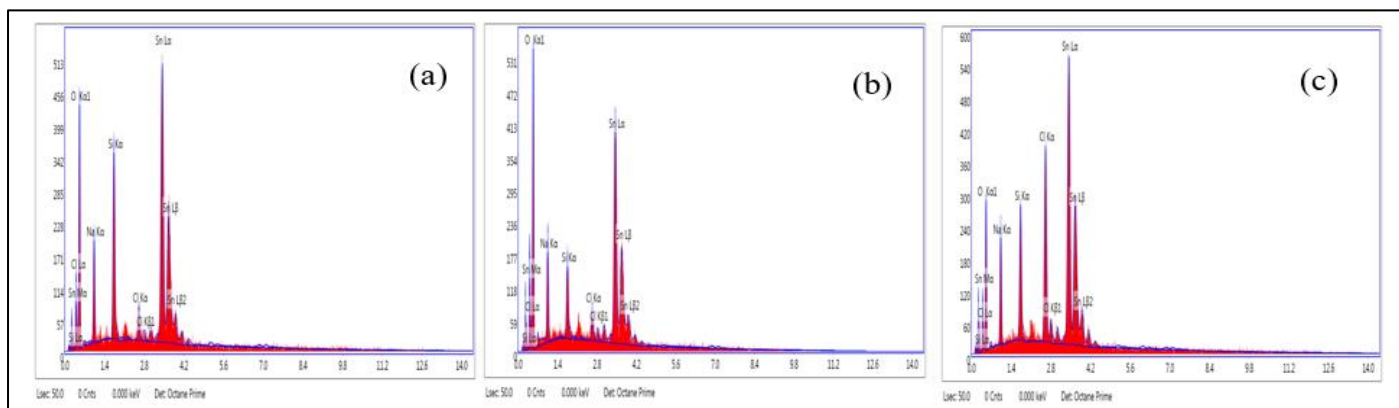 Sn Lα
(a)
513
O Kα1
456
399
Si Kα
342
285
Sn Lβ
228
Na Kα
171
Cl Lα
114
Sn Mα
Sn Lβ2
Cl Kα
57
Cl Kβ1
Si Lα
0.0 1.4 2.8 4.2 5.6 7.0 8.4 9.8 11.2 12.6 14.0
Lsec: 50.0 0 Cnts 0.000 keV Det: Octane Prime
O Kα1
(b)
531
472
413
Sn Lα
354
295
236
Sn Lβ
Na Kα
177
Si Kα
Sn Mα
118
Cl Kα
Cl Lα
Sn Lβ2
59
Cl Kβ1
0.0 1.4 2.8 4.2 5.6 7.0 8.4 9.8 11.2 12.6 14.0
Lsec: 50.0 0 Cnts 0.000 keV Det: Octane Prime
600
Sn Lα
(c)
540
480
420
Cl Kα
360
300
O Kα1
Si Kα
Sn Lβ
240
Na Kα
180
Sn Mα
120
Cl Lα
Sn Lβ2
Cl Kβ1
60
0.0 1.4 2.8 4.2 5.6 7.0 8.4 9.8 11.2 12.6 14.0
Lsec: 50.0 0 Cnts 0.000 keV Det: Octane Prime